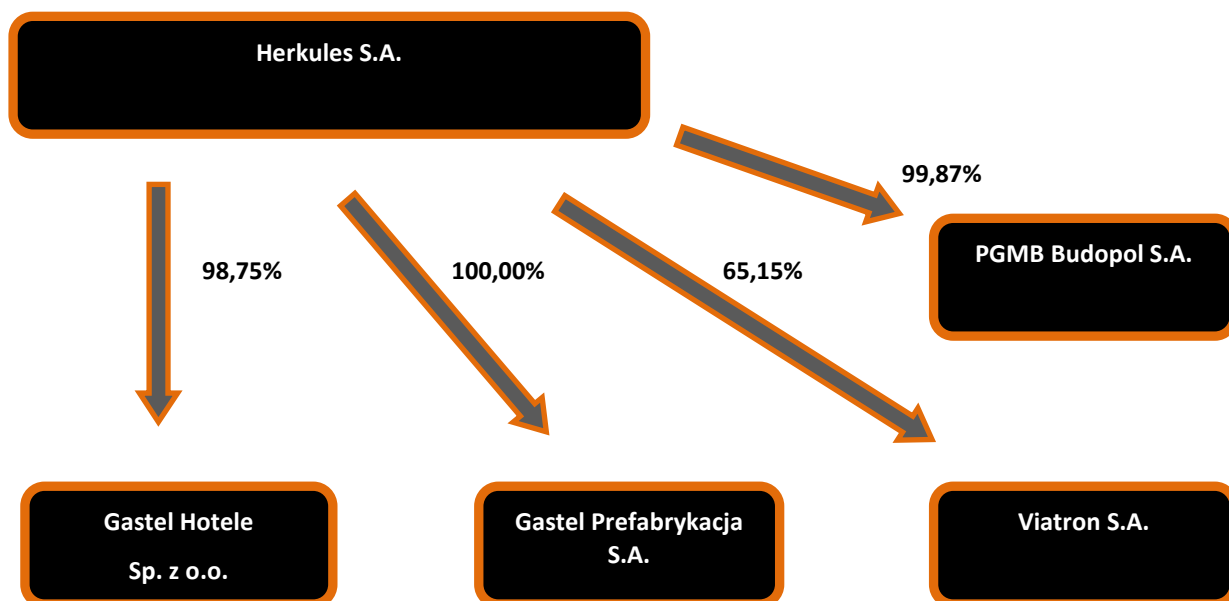 Herkules S.A.
99,87%
PGMB Budopol S.A.
98,75%
100,00%
65,15%
Gastel Hotele
Sp. z o.o.
Gastel Prefabrykacja
S.A.
Viatron S.A.